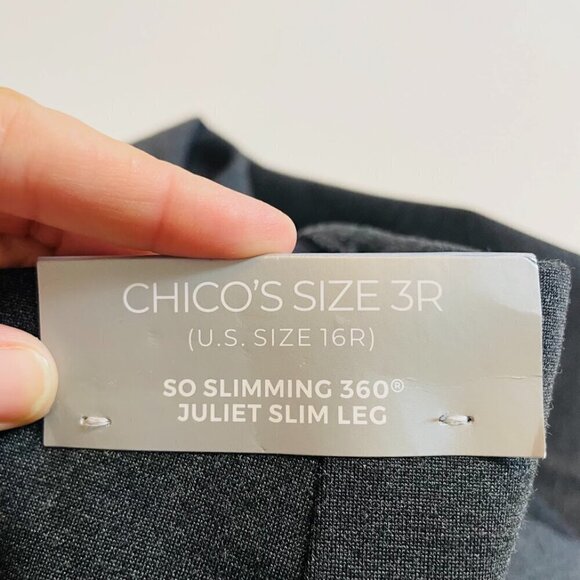 CHICO'S SIZE 3R
(U.S. SIZE 16R)
SO SLIMMING 360®
JULIET SLIM LEG